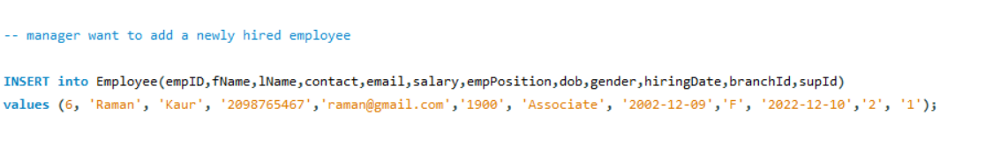 -- manager want to add a newly hired employee
INSERT into Employee(empID,fName,lName,contact,email,salary,empPosition,dob,gender,hiringDate,branchId,supId)
values (6, 'Raman', 'Kaur', '2098765467','raman@gmail.com','1900', 'Associate', '2002-12-09','F', '2022-12-10','2', '1');